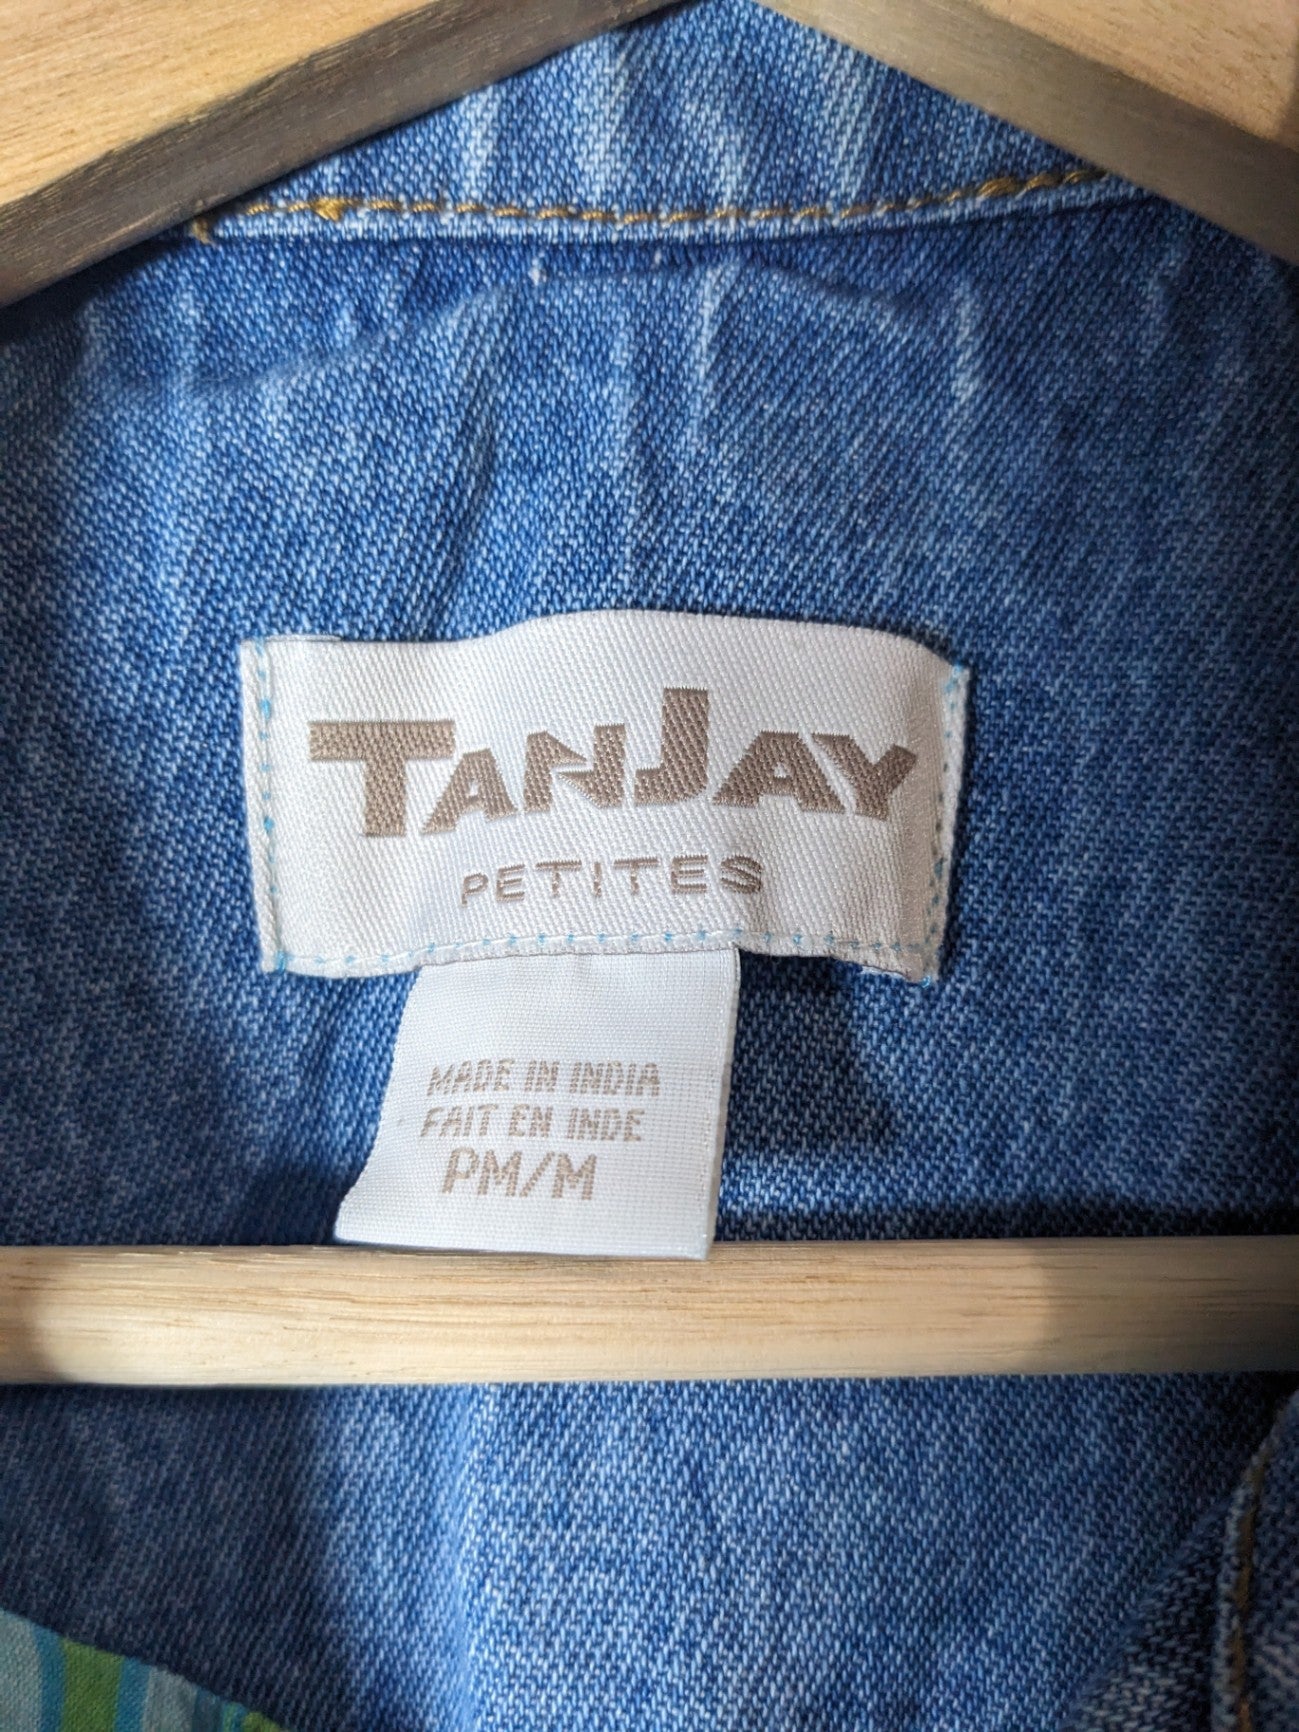 TANJAY
PETITES
MADE IN INDIA
FAIT EN INDE
PM/M